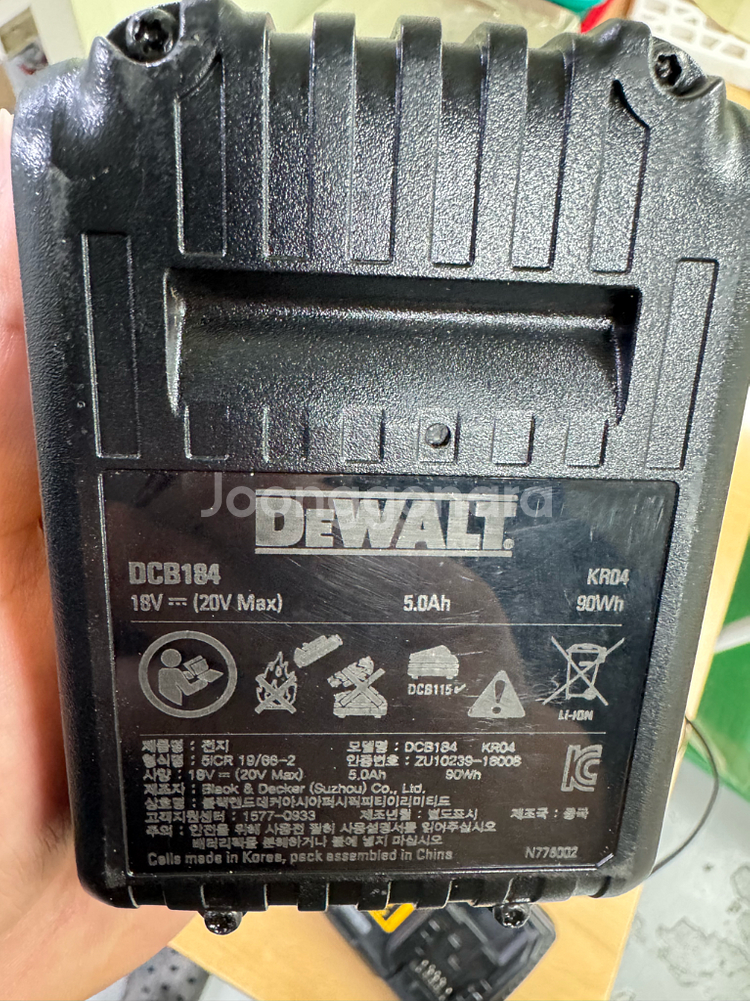 Joonggonara
DEWALT
DCB184 KR04
18V (20V Max) 5.0Ah 90Wh
DCB115
LI-ION
제품명 : 전지 모델명 : DCB184 KR04
형식명 : 5ICR 19/66-2 인증번호 : ZU10239-16006
사양 : 18V (20V Max) 5.0Ah 90Wh
제조자 : Black & Decker (Suzhou) Co., Ltd.
상호명 : 블랙앤드데커아시아퍼시픽피티이리미티드
고객지원센터 : 1577-0933 제조년월 : 별도표시 제조국 : 중국
주의 : 안전을 위해 사용전 필히 사용설명서를 읽어주십시오
배터리팩을 분해하거나 불에 넣지 마십시오
Cells made in Korea, pack assembled in China N776002